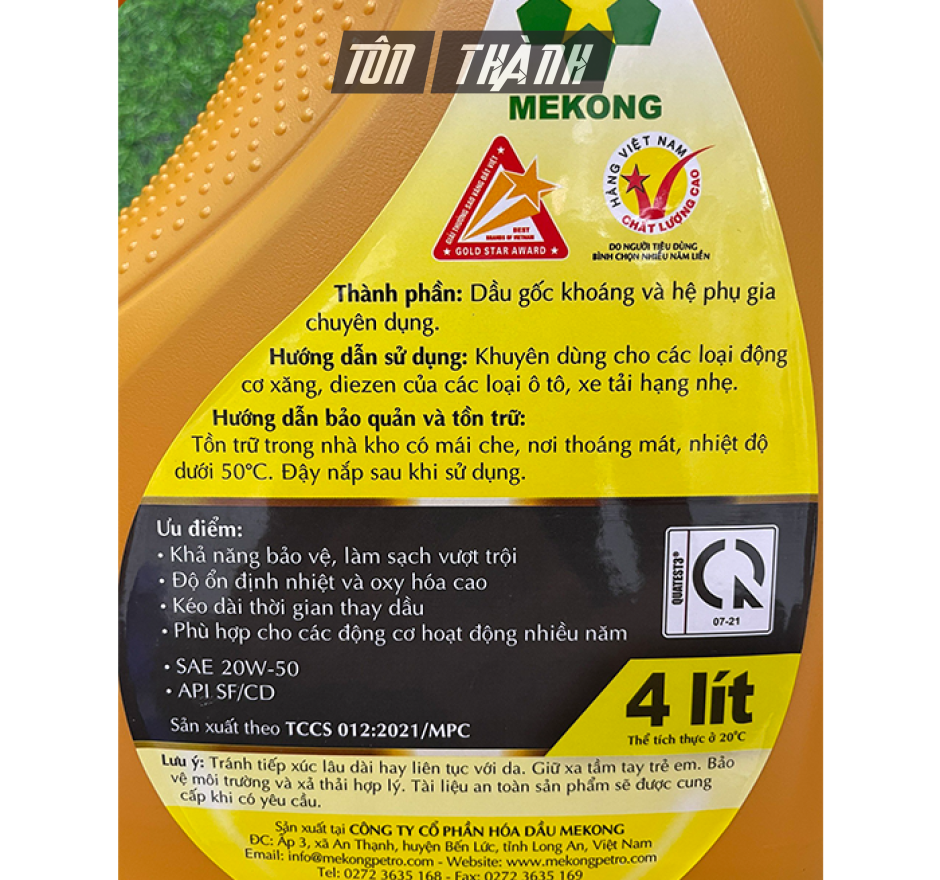 TÔN THÀNH
MEKONG
GIẢI THƯỞNG SAO VÀNG ĐẤT VIỆT
BEST
BRANDS OF VIETNAM
★ GOLD STAR AWARD ★
HÀNG VIỆT NAM
CHẤT LƯỢNG CAO
DO NGƯỜI TIÊU DÙNG
BÌNH CHỌN NHIỀU NĂM LIỀN
Thành phần: Dầu gốc khoáng và hệ phụ gia
chuyên dụng.
Hướng dẫn sử dụng: Khuyên dùng cho các loại động
cơ xăng, diezen của các loại ô tô, xe tải hạng nhẹ.
Hướng dẫn bảo quản và tồn trữ:
Tồn trữ trong nhà kho có mái che, nơi thoáng mát, nhiệt độ
dưới 50°C. Đậy nắp sau khi sử dụng.
Ưu điểm:
• Khả năng bảo vệ, làm sạch vượt trội
• Độ ổn định nhiệt và oxy hóa cao
• Kéo dài thời gian thay dầu
• Phù hợp cho các động cơ hoạt động nhiều năm
• SAE 20W-50
• API SF/CD
Sản xuất theo TCCS 012:2021/MPC
QUATEST3®
07-21
4 lít
Thể tích thực ở 20°C
Lưu ý: Tránh tiếp xúc lâu dài hay liên tục với da. Giữ xa tầm tay trẻ em. Bảo
vệ môi trường và xả thải hợp lý. Tài liệu an toàn sản phẩm sẽ được cung
cấp khi có yêu cầu.
Sản xuất tại CÔNG TY CỔ PHẦN HÓA DẦU MEKONG
ĐC: Ấp 3, xã An Thạnh, huyện Bến Lức, tỉnh Long An, Việt Nam
Email: info@mekongpetro.com - Website: www.mekongpetro.com
Tel: 0272 3635 168 - Fax: 0272 3635 169